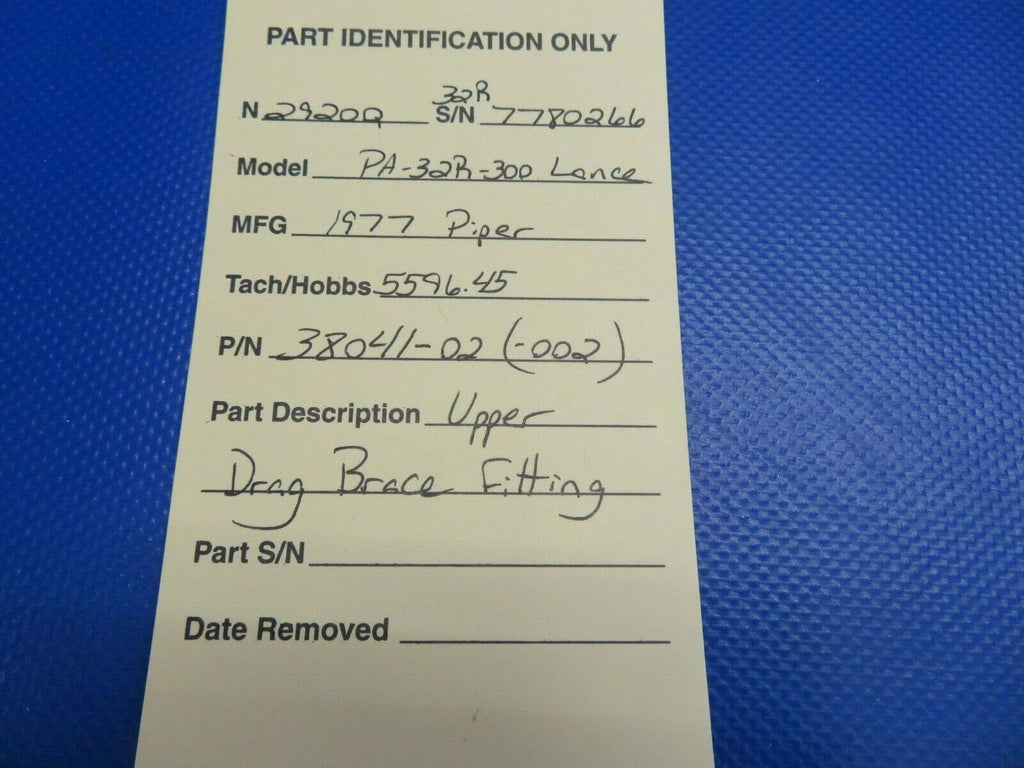 PART IDENTIFICATION ONLY
N 2920Q 32R S/N 7780266
Model PA-32R-300 Lance
MFG 1977 Piper
Tach/Hobbs 5596.45
P/N 38041-02 (-002)
Part Description Upper
Drag Brace Fitting
Part S/N
Date Removed